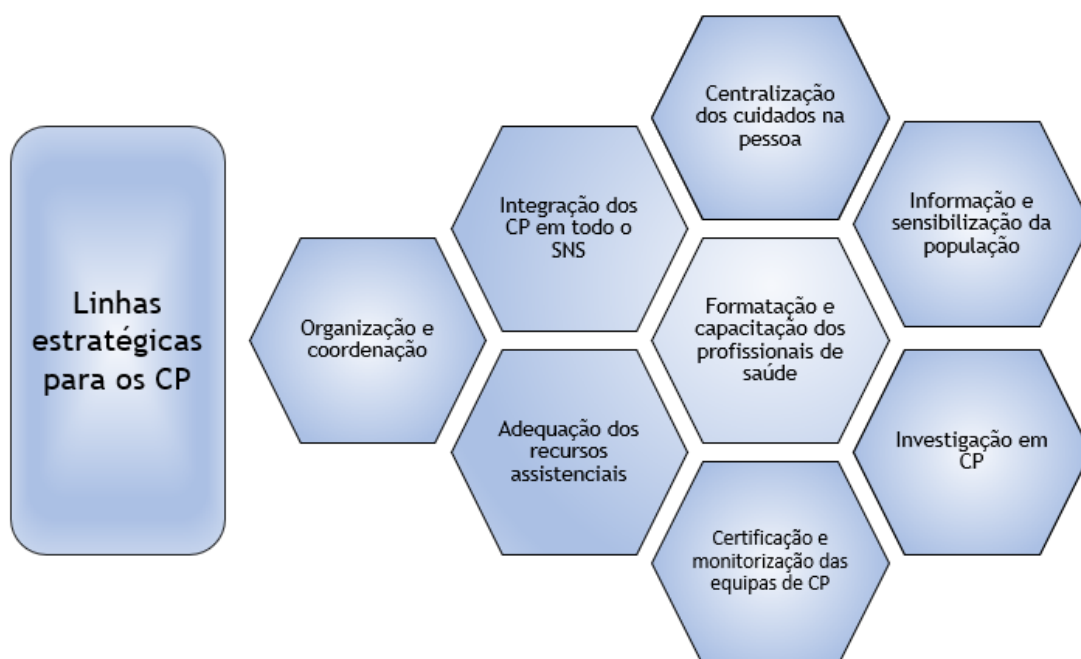 Linhas
estratégicas
para os CP
Organização e
coordenação
Integração dos
CP em todo o
SNS
Adequação dos
recursos
assistenciais
Centralização
dos cuidados na
pessoa
Formatação e
capacitação dos
profissionais de
saúde
Certificação e
monitorização das
equipas de CP
Informação e
sensibilização da
população
Investigação em
CP